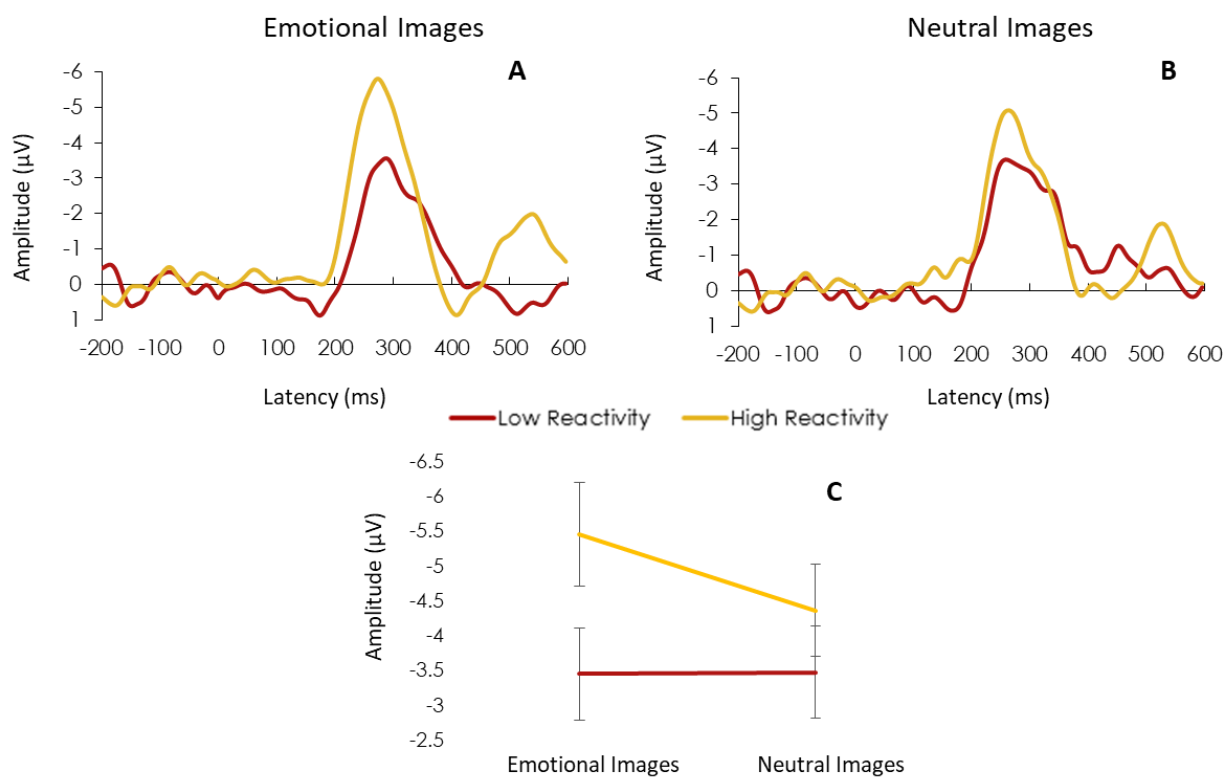 Emotional Images
A
-6
-5
-4
-3
-2
-1
0
1
Amplitude (µV)
-200 -100 0 100 200 300 400 500 600
Latency (ms)
Neutral Images
B
-6
-5
-4
-3
-2
-1
0
1
Amplitude (µV)
-200 -100 0 100 200 300 400 500 600
Latency (ms)
Low Reactivity High Reactivity
C
-6.5
-6
-5.5
-5
-4.5
-4
-3.5
-3
-2.5
Amplitude (µV)
Emotional Images Neutral Images